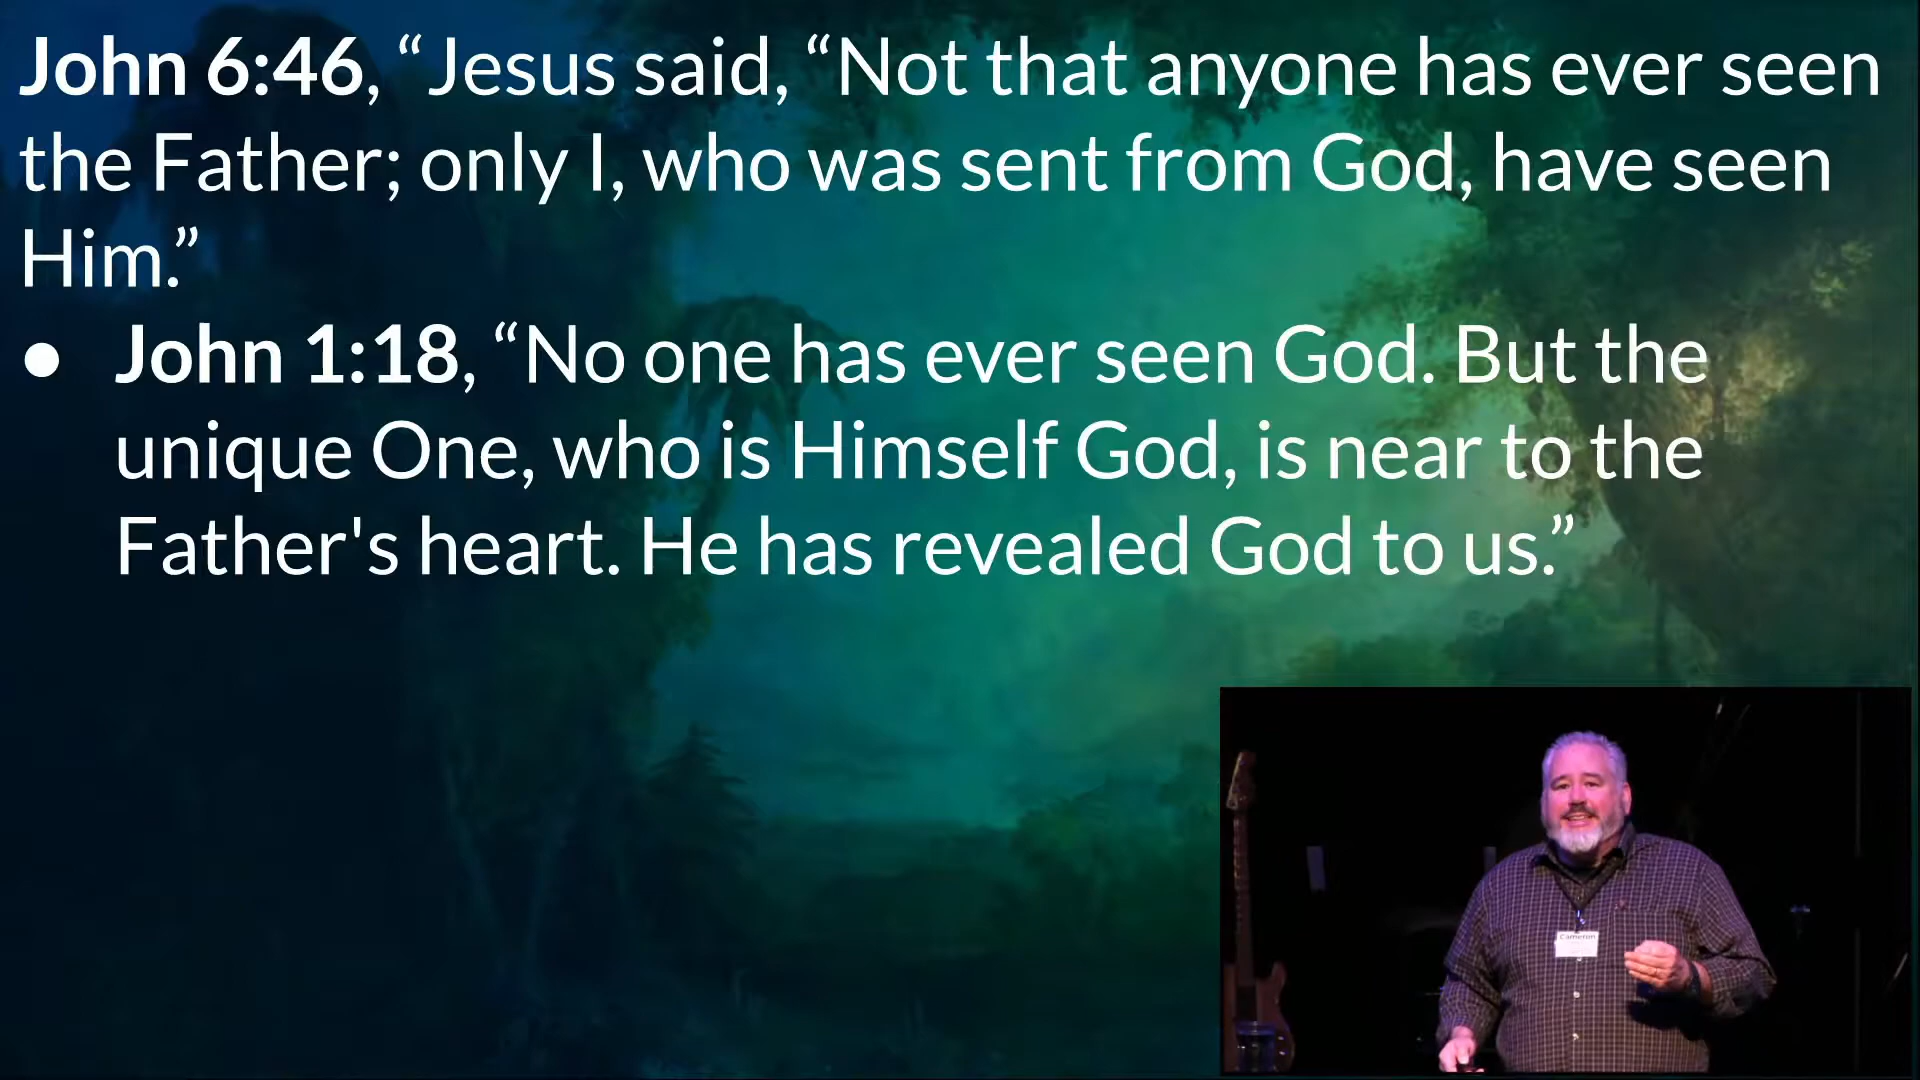 John 6:46, “Jesus said, “Not that anyone has ever seen
the Father; only I, who was sent from God, have seen
Him.”
● John 1:18, “No one has ever seen God. But the
unique One, who is Himself God, is near to the
Father's heart. He has revealed God to us.”
Cameron